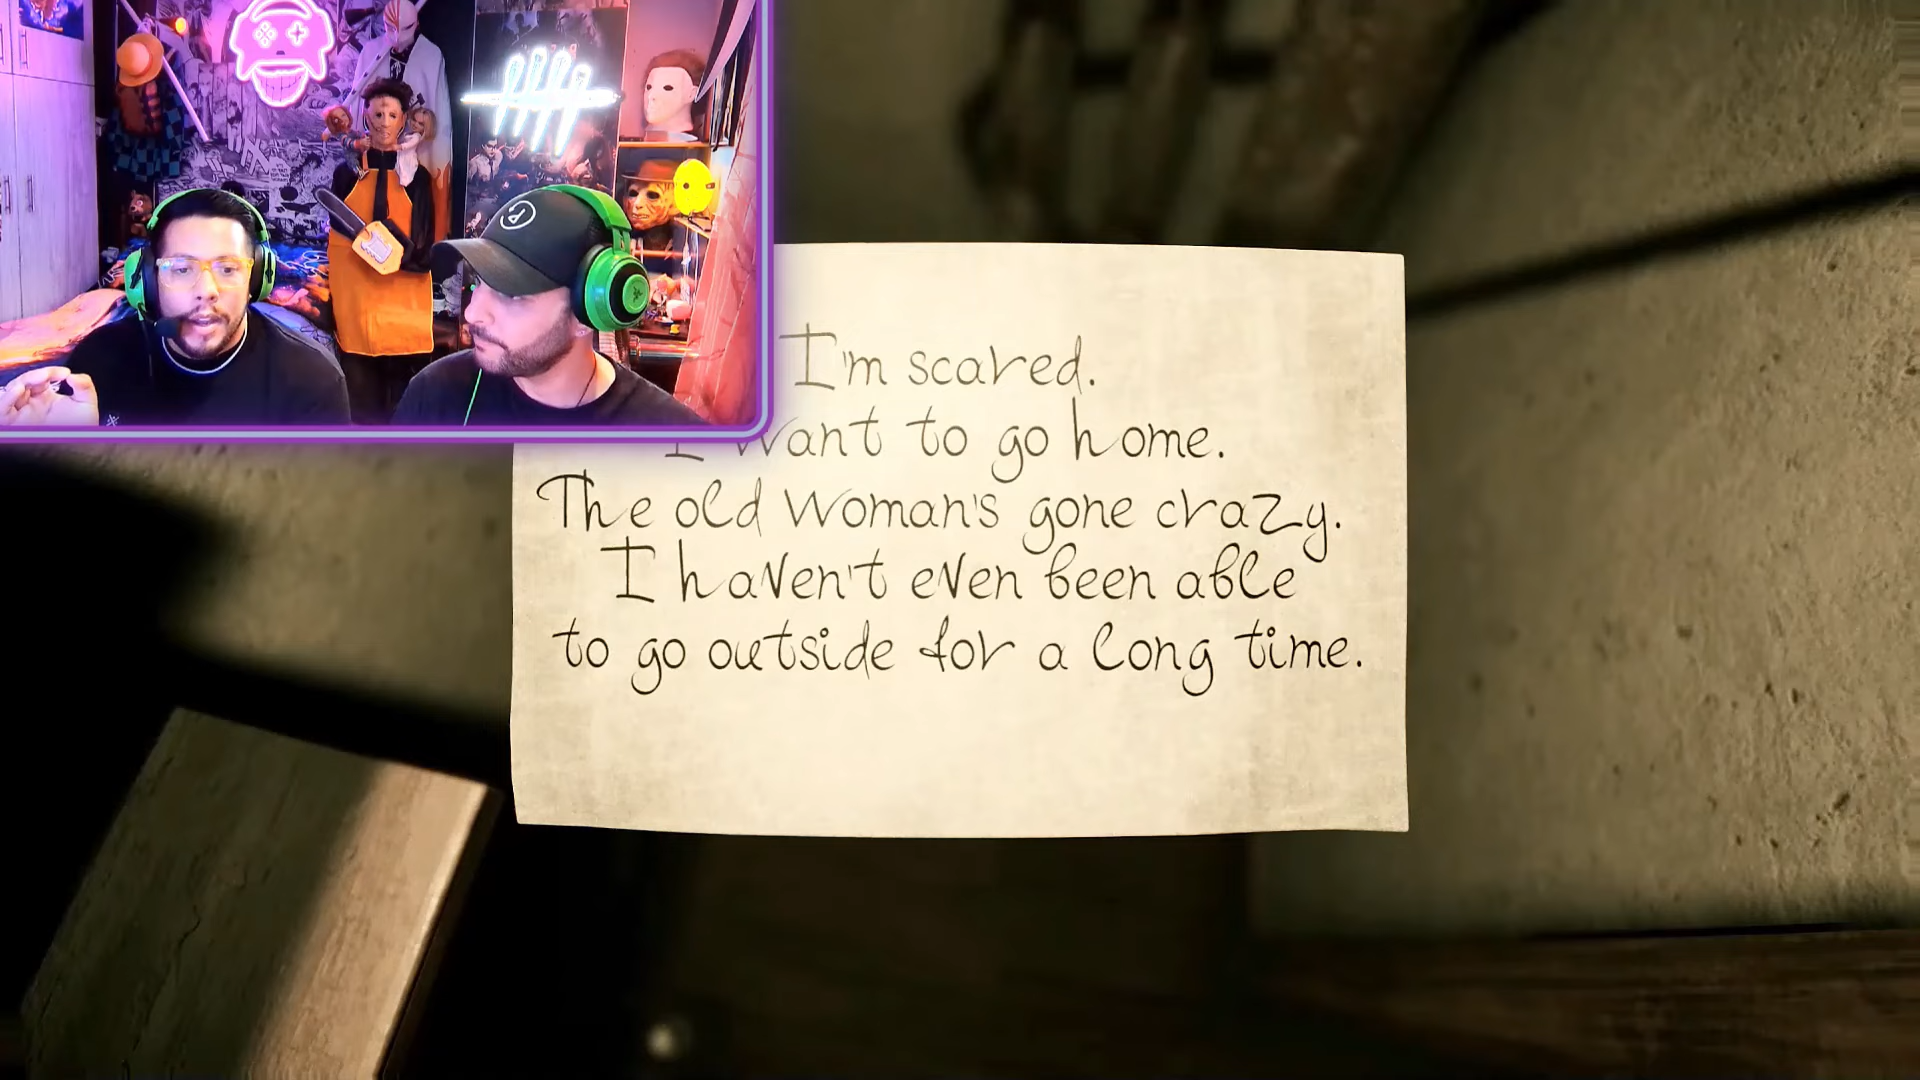 I'm scared.
I want to go home.
The old woman's gone crazy.
I haven't even been able
to go outside for a long time.